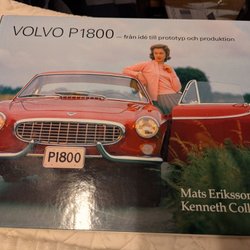 VOLVO P1800 – från idé till prototyp och produktion
P1800
Mats Eriksson
Kenneth Coll